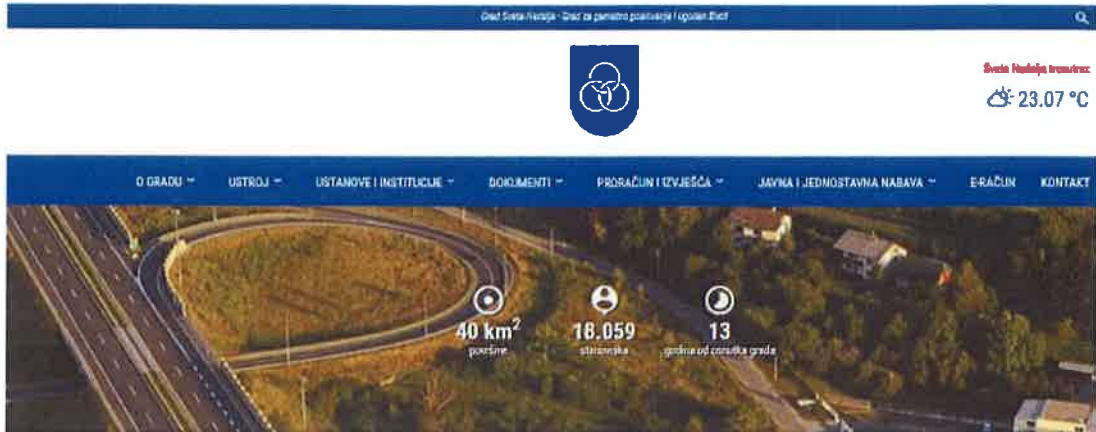 Grad Sveta Nedelja - Grad za pametno poslovanje i ugodan život
Sveta Nedelja trenutno:
23.07 °C
O GRADU
USTROJ
USTANOVE I INSTITUCIJE
DOKUMENTI
PRORAČUN I IZVJEŠĆA
JAVNA I JEDNOSTAVNA NABAVA
E-RAČUN
KONTAKT
40 km²
površine
18.059
stanovnika
13
godina od osnutka grada